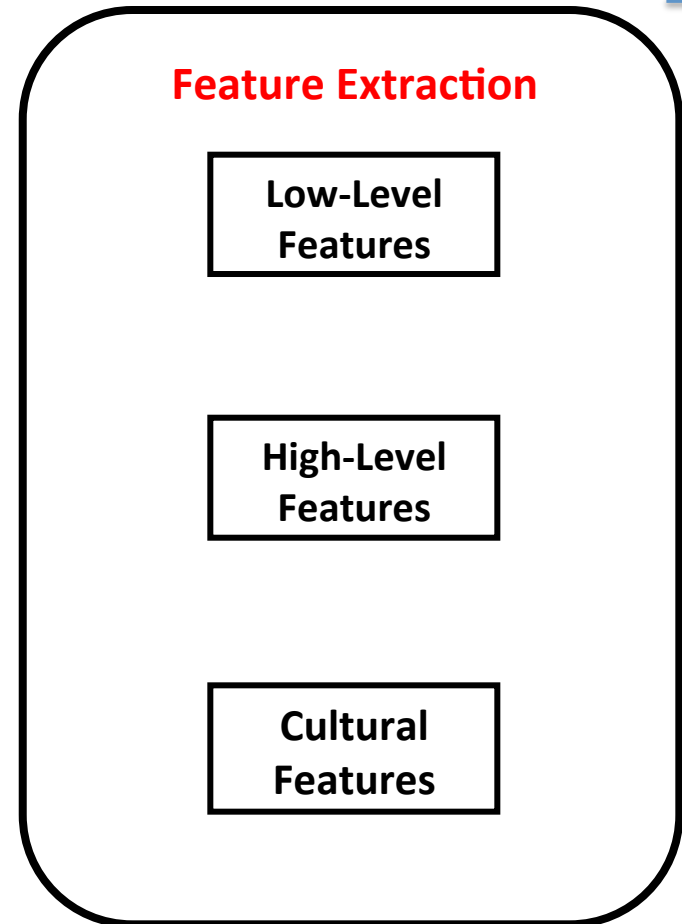 Feature Extraction
Low-Level
Features
High-Level
Features
Cultural
Features